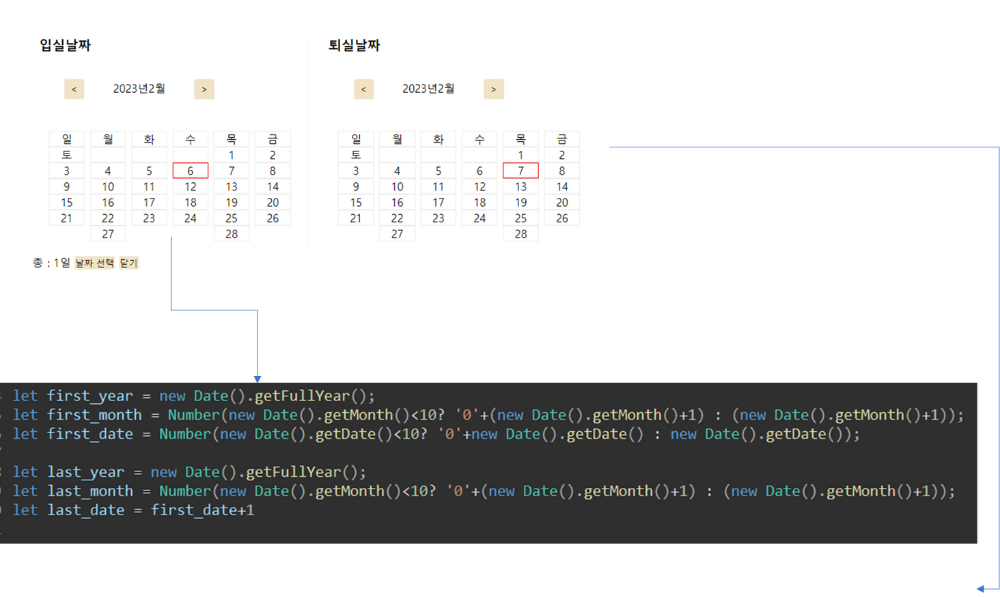 입실날짜
퇴실날짜
< 2023년2월 >
< 2023년2월 >
일 월 화 수 목 금
토 1 2
3 4 5 6 7 8
9 10 11 12 13 14
15 16 17 18 19 20
21 22 23 24 25 26
27 28
일 월 화 수 목 금
토 1 2
3 4 5 6 7 8
9 10 11 12 13 14
15 16 17 18 19 20
21 22 23 24 25 26
27 28
총 : 1일 날짜 선택 닫기
let first_year = new Date().getFullYear();
let first_month = Number(new Date().getMonth()<10? '0'+(new Date().getMonth()+1) : (new Date().getMonth()+1));
let first_date = Number(new Date().getDate()<10? '0'+new Date().getDate() : new Date().getDate());
let last_year = new Date().getFullYear();
let last_month = Number(new Date().getMonth()<10? '0'+(new Date().getMonth()+1) : (new Date().getMonth()+1));
let last_date = first_date+1